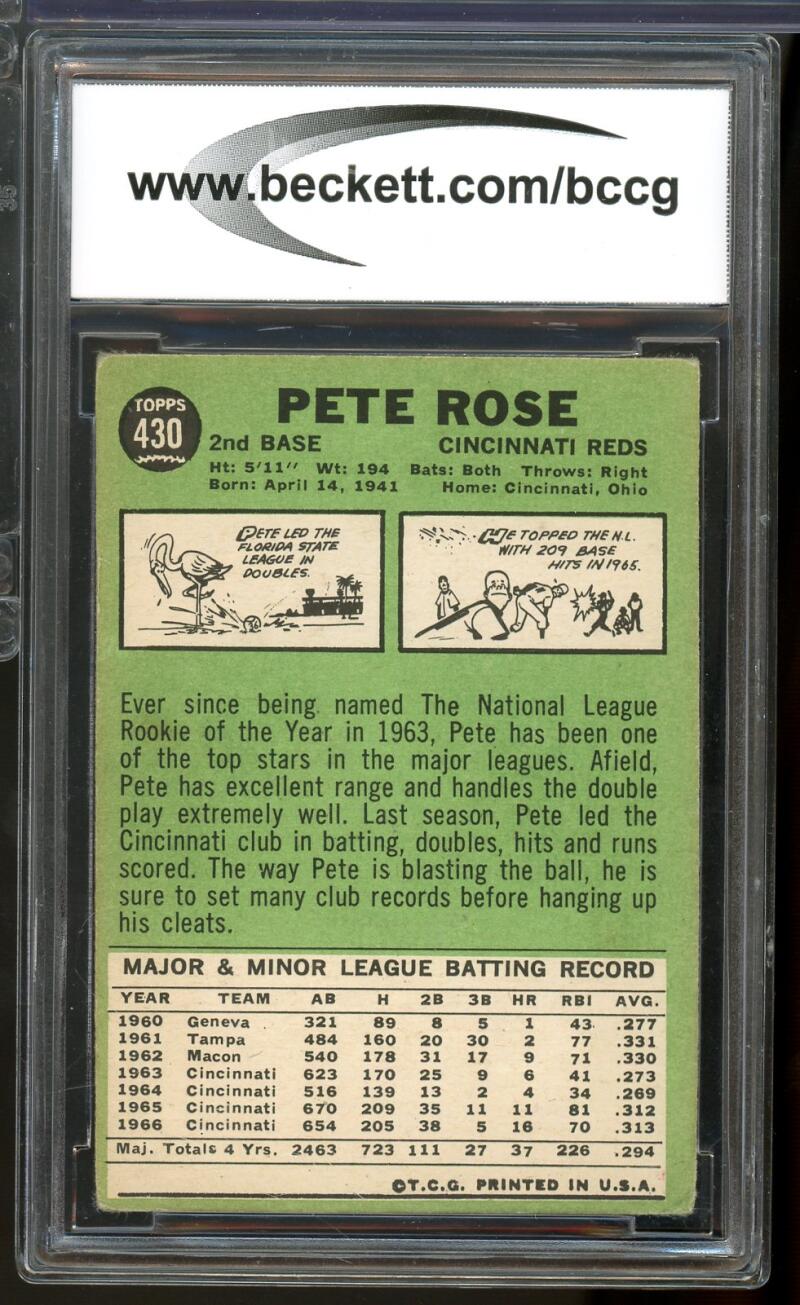 www.beckett.com/bccg
TOPPS
430
PETE ROSE
2nd BASE CINCINNATI REDS
Ht: 5'11" Wt: 194 Bats: Both Throws: Right
Born: April 14, 1941 Home: Cincinnati, Ohio
PETE LED THE
FLORIDA STATE
LEAGUE IN
DOUBLES.
HE TOPPED THE N.L.
WITH 209 BASE
HITS IN 1965.
Ever since being named The National League
Rookie of the Year in 1963, Pete has been one
of the top stars in the major leagues. Afield,
Pete has excellent range and handles the double
play extremely well. Last season, Pete led the
Cincinnati club in batting, doubles, hits and runs
scored. The way Pete is blasting the ball, he is
sure to set many club records before hanging up
his cleats.
MAJOR & MINOR LEAGUE BATTING RECORD
YEAR TEAM AB H 2B 3B HR RBI AVG.
1960 Geneva 321 89 8 5 1 43 .277
1961 Tampa 484 160 20 30 2 77 .331
1962 Macon 540 178 31 17 9 71 .330
1963 Cincinnati 623 170 25 9 6 41 .273
1964 Cincinnati 516 139 13 2 4 34 .269
1965 Cincinnati 670 209 35 11 11 81 .312
1966 Cincinnati 654 205 38 5 16 70 .313
Maj. Totals 4 Yrs. 2463 723 111 27 37 226 .294
©T.C.G. PRINTED IN U.S.A.